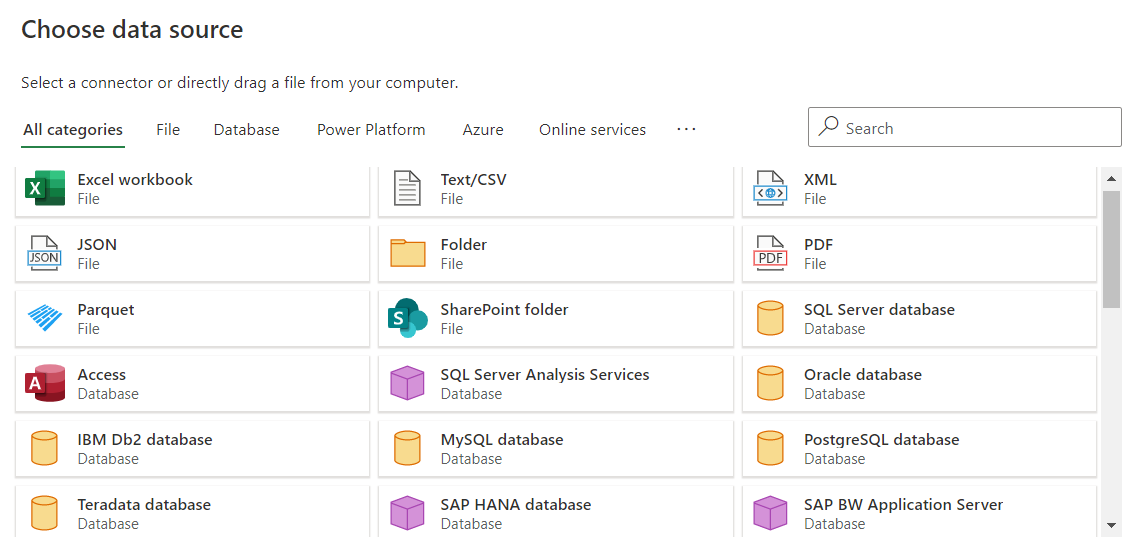 Choose data source
Select a connector or directly drag a file from your computer.
All categories File Database Power Platform Azure Online services ...
Search
Excel workbook
File
Text/CSV
File
XML
File
JSON
JSON
File
Folder
File
PDF
PDF
File
Parquet
File
S
SharePoint folder
File
SQL Server database
Database
A
Access
Database
SQL Server Analysis Services
Database
Oracle database
Database
IBM Db2 database
Database
MySQL database
Database
PostgreSQL database
Database
Teradata database
Database
SAP HANA database
Database
SAP BW Application Server
Database